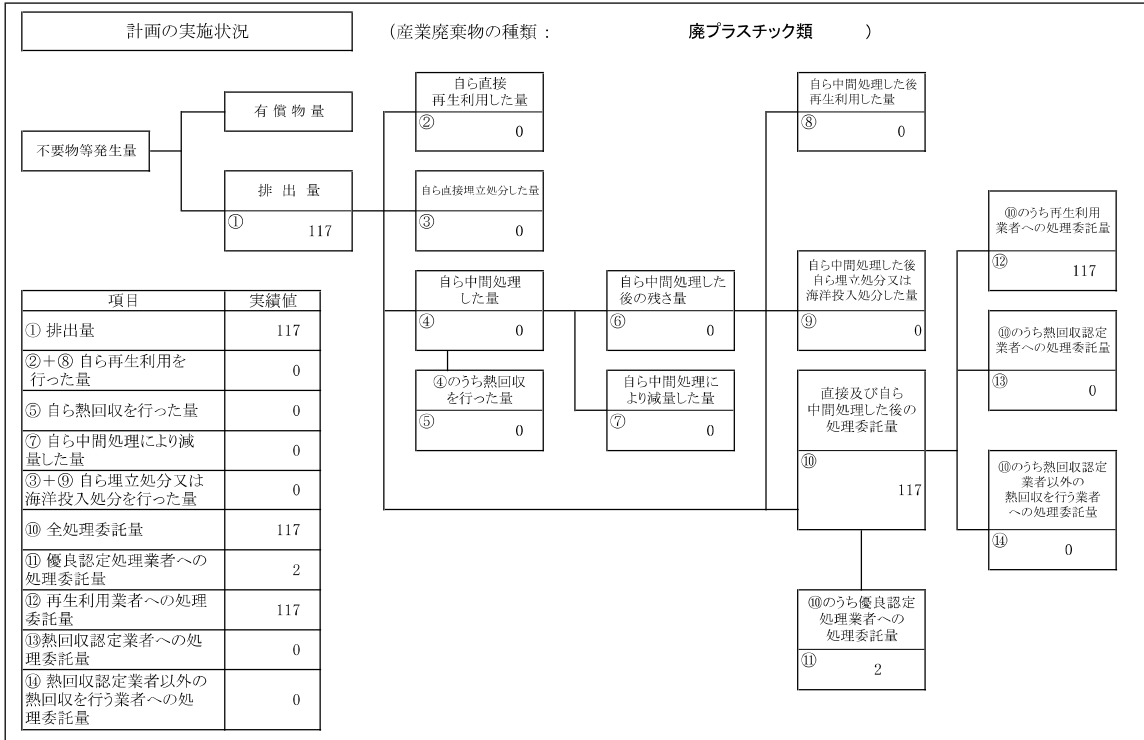 計画の実施状況
(産業廃棄物の種類： 廃プラスチック類 )
不要物等発生量
有償物量
排出量
①
117
自ら直接
再生利用した量
②
0
自ら直接埋立処分した量
③
0
自ら中間処理
した量
④
0
④のうち熱回収
を行った量
⑤
0
自ら中間処理した
後の残さ量
⑥
0
自ら中間処理に
より減量した量
⑦
0
自ら中間処理した後
再生利用した量
⑧
0
自ら中間処理した後
自ら埋立処分又は
海洋投入処分した量
⑨
0
直接及び自ら
中間処理した後の
処理委託量
⑩
117
⑩のうち優良認定
処理業者への
処理委託量
⑪
2
⑩のうち再生利用
業者への処理委託量
⑫
117
⑩のうち熱回収認定
業者への処理委託量
⑬
0
⑩のうち熱回収認定
業者以外の
熱回収を行う業者
への処理委託量
⑭
0
項目 実績値
① 排出量 117
②＋⑧ 自ら再生利用を
行った量 0
⑤ 自ら熱回収を行った量 0
⑦ 自ら中間処理により減
量した量 0
③＋⑨ 自ら埋立処分又は
海洋投入処分を行った量 0
⑩ 全処理委託量 117
⑪ 優良認定処理業者への
処理委託量 2
⑫ 再生利用業者への処理
委託量 117
⑬熱回収認定業者への処
理委託量 0
⑭ 熱回収認定業者以外の
熱回収を行う業者への処
理委託量 0